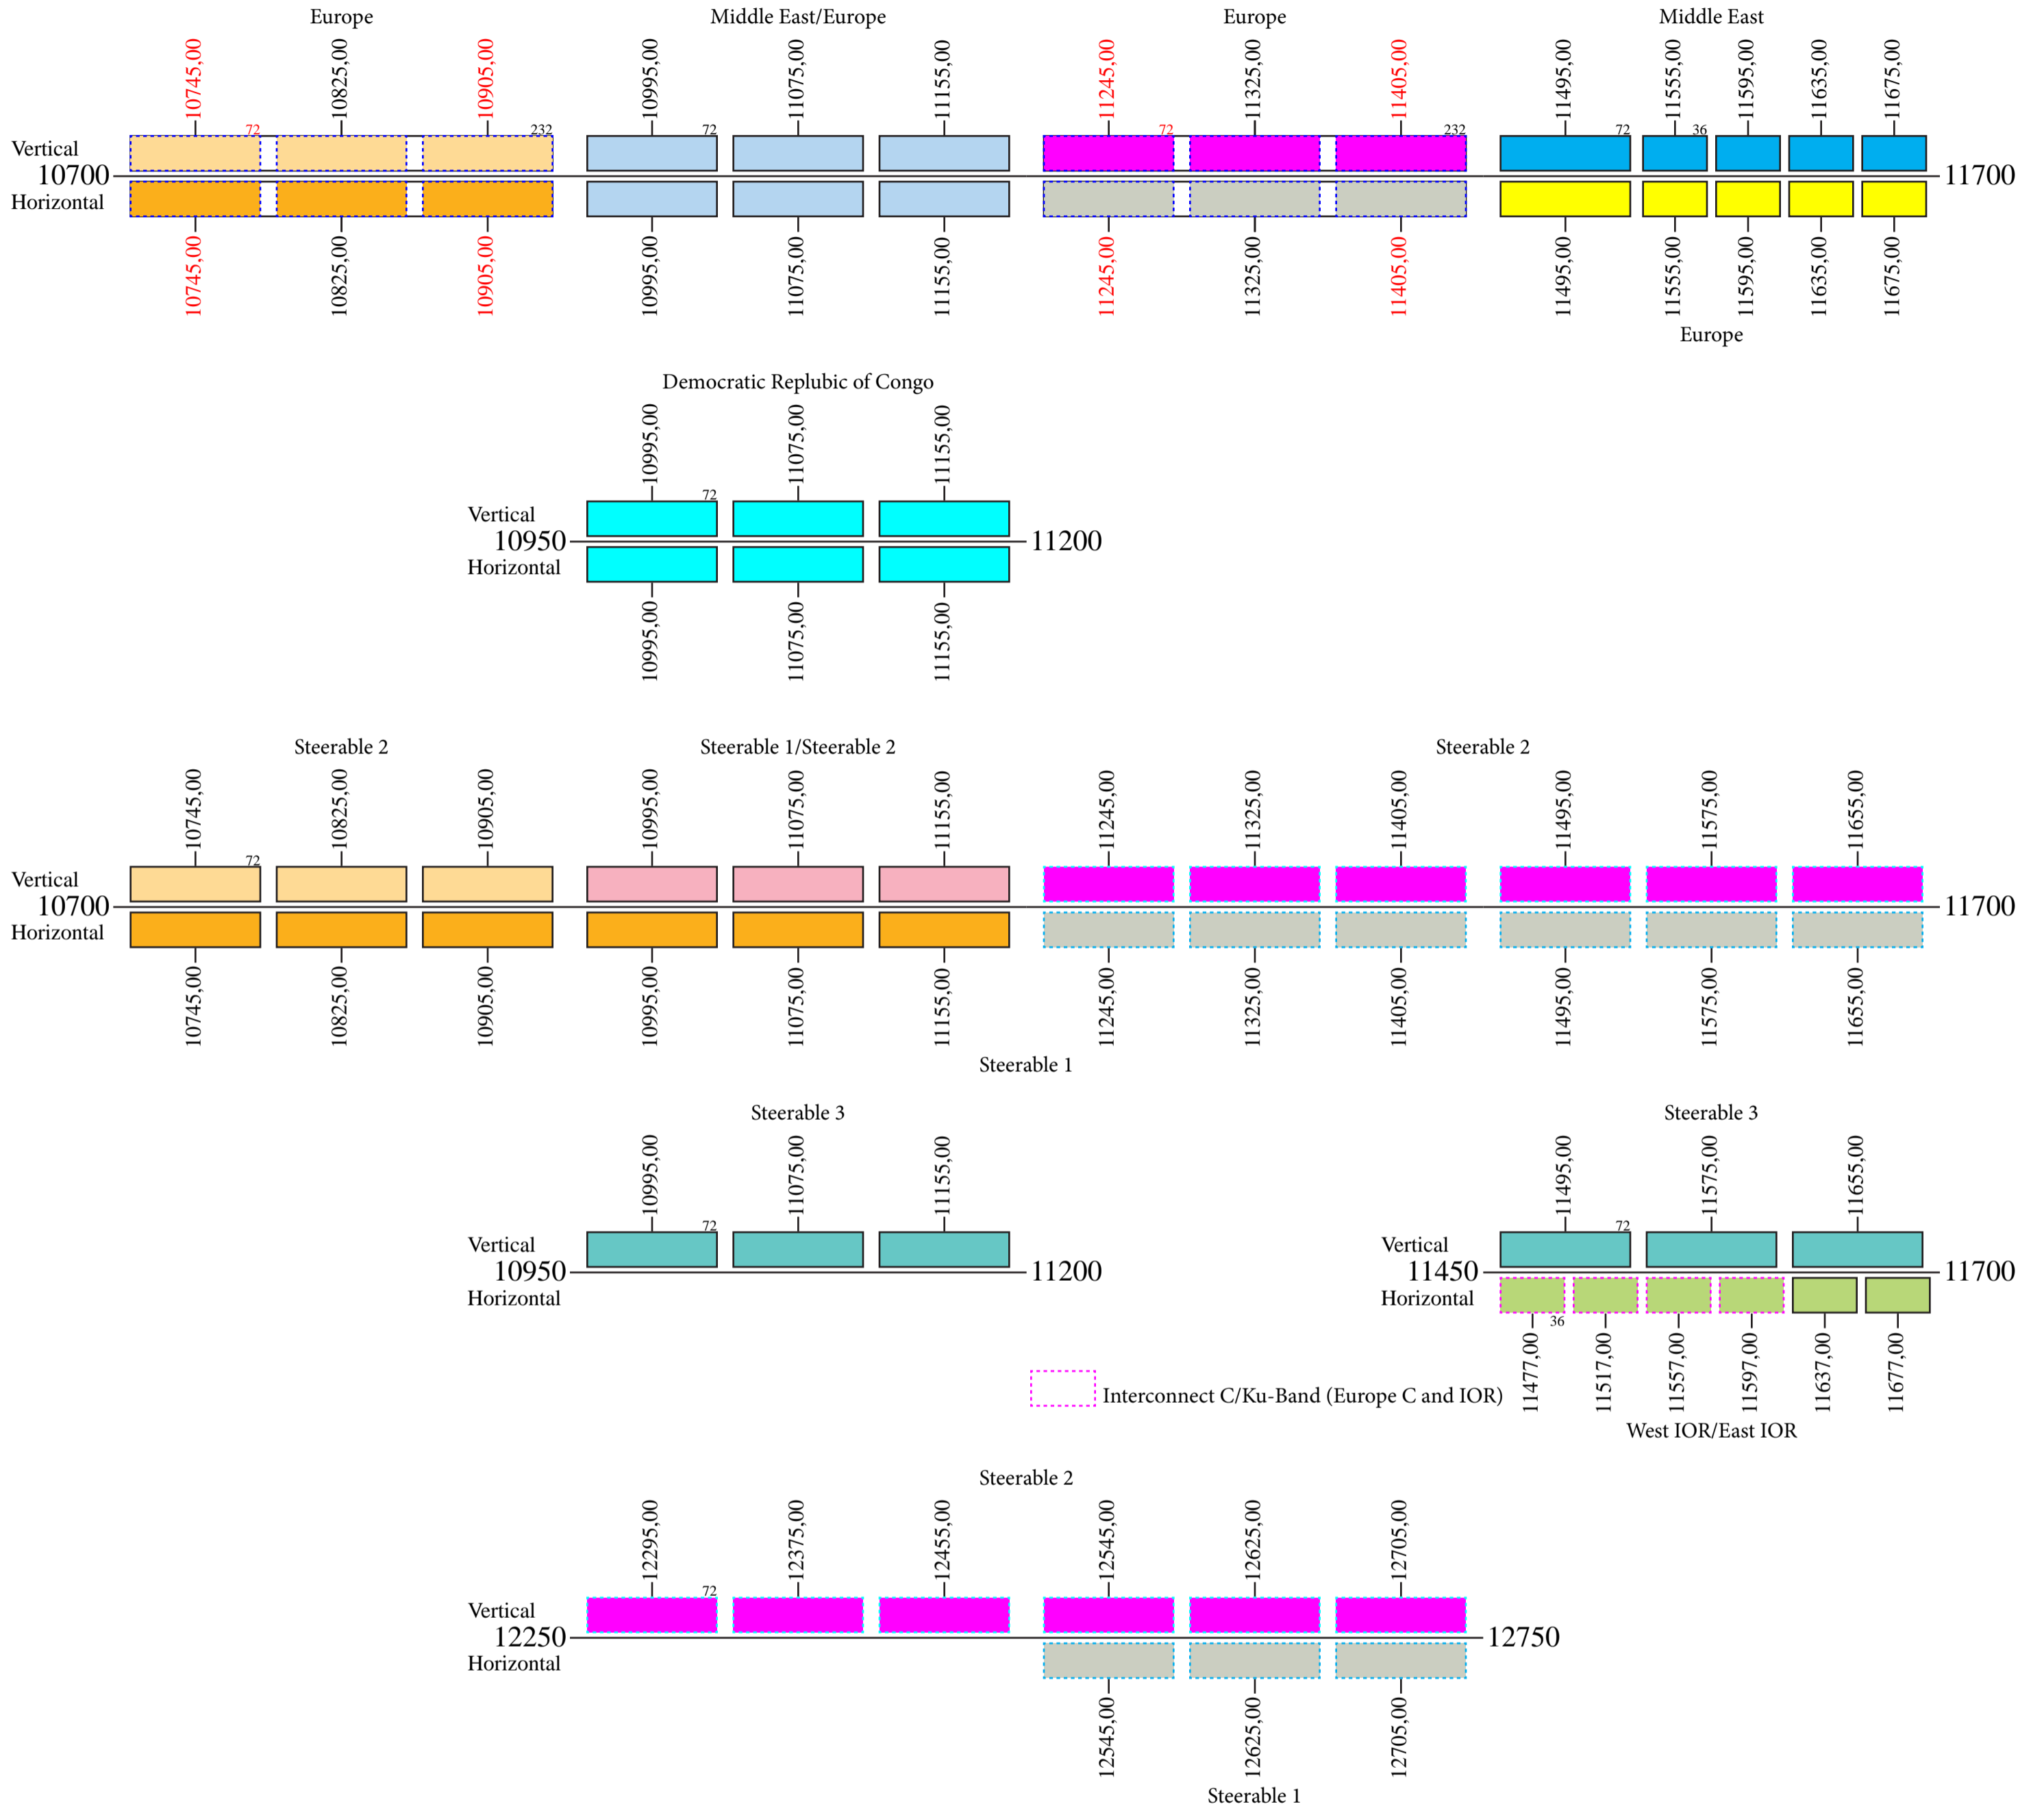 Europe Middle East/Europe Europe Middle East
10745,00 10825,00 10905,00 10995,00 11075,00 11155,00 11245,00 11325,00 11405,00 11495,00 11555,00 11595,00 11635,00 11675,00
72 232 72 72 232 72 36
Vertical
10700 11700
Horizontal
10745,00 10825,00 10905,00 10995,00 11075,00 11155,00 11245,00 11325,00 11405,00 11495,00 11555,00 11595,00 11635,00 11675,00
Europe
Democratic Replubic of Congo
10995,00 11075,00 11155,00
72
Vertical
10950 11200
Horizontal
10995,00 11075,00 11155,00
Steerable 2 Steerable 1/Steerable 2 Steerable 2
10745,00 10825,00 10905,00 10995,00 11075,00 11155,00 11245,00 11325,00 11405,00 11495,00 11575,00 11655,00
72
Vertical
10700 11700
Horizontal
10745,00 10825,00 10905,00 10995,00 11075,00 11155,00 11245,00 11325,00 11405,00 11495,00 11575,00 11655,00
Steerable 1
Steerable 3 Steerable 3
10995,00 11075,00 11155,00 11495,00 11575,00 11655,00
72 72
Vertical Vertical
10950 11200 11450 11700
Horizontal Horizontal
36
11477,00 11517,00 11557,00 11597,00 11637,00 11677,00
Interconnect C/Ku-Band (Europe C and IOR)
West IOR/East IOR
Steerable 2
12295,00 12375,00 12455,00 12545,00 12625,00 12705,00
72
Vertical
12250 12750
Horizontal
12545,00 12625,00 12705,00
Steerable 1